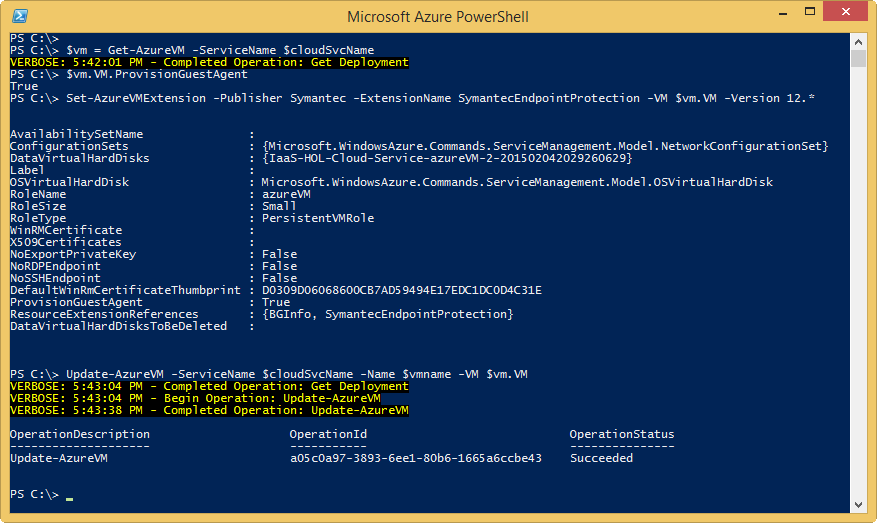 Microsoft Azure PowerShell
PS C:\>
PS C:\> $vm = Get-AzureVM -ServiceName $cloudSvcName
VERBOSE: 5:42:01 PM - Completed Operation: Get Deployment
PS C:\> $vm.VM.ProvisionGuestAgent
True
PS C:\> Set-AzureVMExtension -Publisher Symantec -ExtensionName SymantecEndpointProtection -VM $vm.VM -Version 12.*
AvailabilitySetName :
ConfigurationSets : {Microsoft.WindowsAzure.Commands.ServiceManagement.Model.NetworkConfigurationSet}
DataVirtualHardDisks : {IaaS-HOL-Cloud-Service-azureVM-2-201502042029260629}
Label :
OSVirtualHardDisk : Microsoft.WindowsAzure.Commands.ServiceManagement.Model.OSVirtualHardDisk
RoleName : azureVM
RoleSize : Small
RoleType : PersistentVMRole
WinRMCertificate :
X509Certificates :
NoExportPrivateKey : False
NoRDPEndpoint : False
NoSSHEndpoint : False
DefaultWinRmCertificateThumbprint : D0309D06068600CB7AD59494E17EDC1DC0D4C31E
ProvisionGuestAgent : True
ResourceExtensionReferences : {BGInfo, SymantecEndpointProtection}
DataVirtualHardDisksToBeDeleted :
PS C:\> Update-AzureVM -ServiceName $cloudSvcName -Name $vmname -VM $vm.VM
VERBOSE: 5:43:04 PM - Completed Operation: Get Deployment
VERBOSE: 5:43:04 PM - Begin Operation: Update-AzureVM
VERBOSE: 5:43:38 PM - Completed Operation: Update-AzureVM
OperationDescription OperationId OperationStatus
-------------------- ----------- ---------------
Update-AzureVM a05c0a97-3893-6ee1-80b6-1665a6ccbe43 Succeeded
PS C:\> _